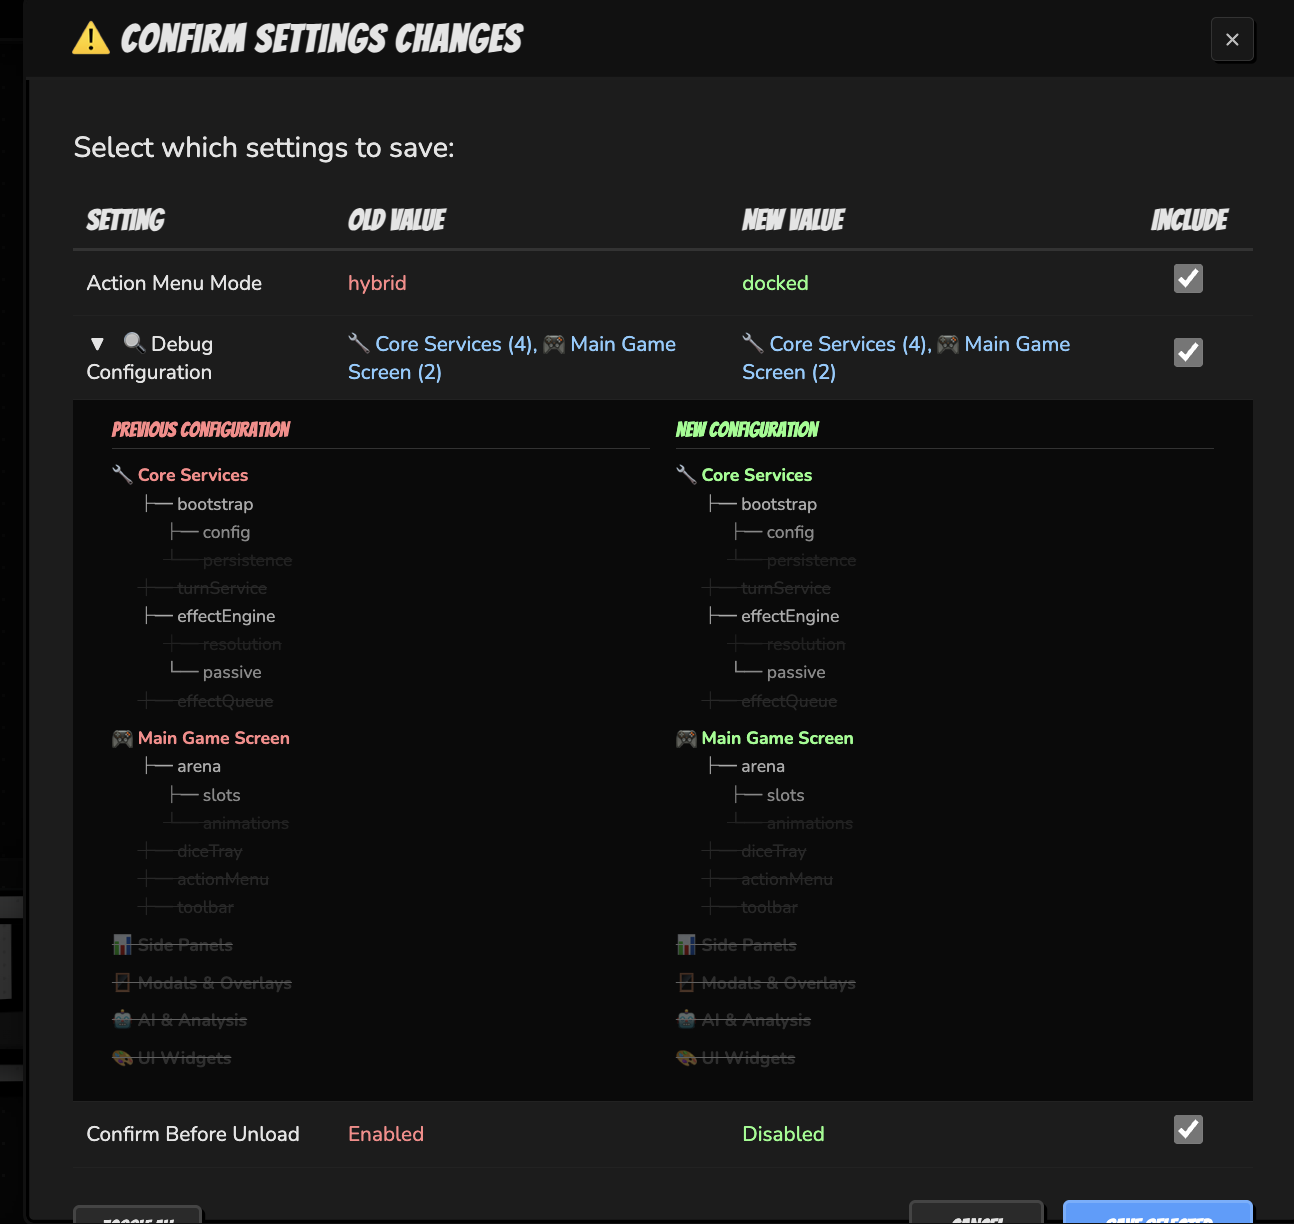 CONFIRM SETTINGS CHANGES
Select which settings to save:
SETTING OLD VALUE NEW VALUE INCLUDE
Action Menu Mode hybrid docked
▼ Debug Configuration Core Services (4), Main Game Screen (2) Core Services (4), Main Game Screen (2)
PREVIOUS CONFIGURATION
Core Services
├── bootstrap
├── config
└── persistence
├── turnService
├── effectEngine
├── resolution
└── passive
├── effectQueue
Main Game Screen
├── arena
├── slots
└── animations
├── diceTray
├── actionMenu
├── toolbar
Side Panels
Modals & Overlays
AI & Analysis
UI Widgets
NEW CONFIGURATION
Core Services
├── bootstrap
├── config
└── persistence
├── turnService
├── effectEngine
├── resolution
└── passive
├── effectQueue
Main Game Screen
├── arena
├── slots
└── animations
├── diceTray
├── actionMenu
├── toolbar
Side Panels
Modals & Overlays
AI & Analysis
UI Widgets
Confirm Before Unload Enabled Disabled
TOGGLE ALL CANCEL SAVE SELECTED